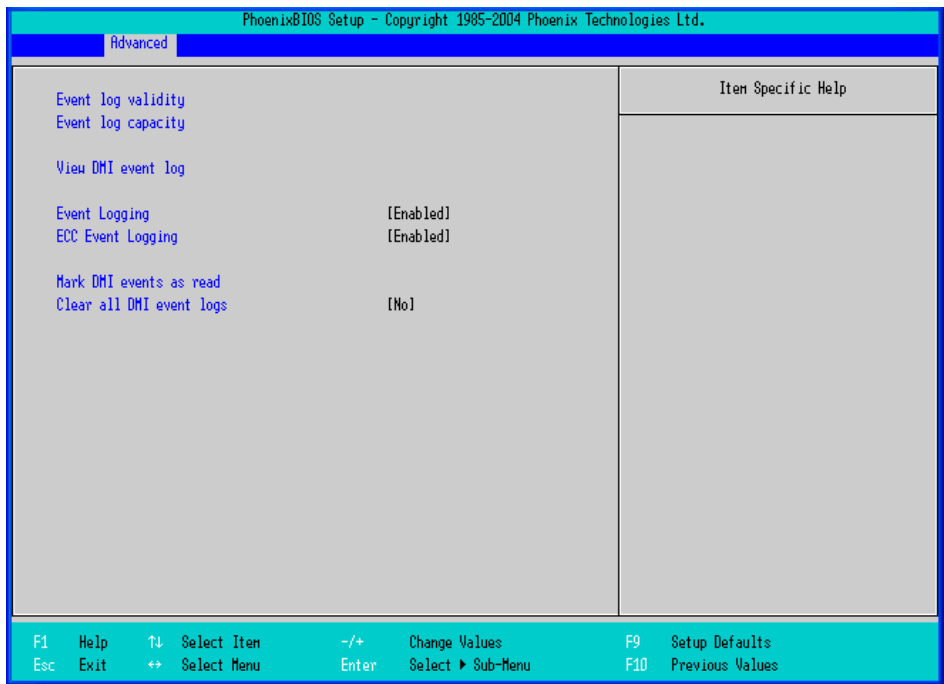 PhoenixBIOS Setup - Copyright 1985-2004 Phoenix Technologies Ltd.
Advanced
Item Specific Help
Event log validity
Event log capacity
View DMI event log
Event Logging [Enabled]
ECC Event Logging [Enabled]
Mark DMI events as read
Clear all DMI event logs [No]
F1 Help ↑↓ Select Item -/+ Change Values F9 Setup Defaults
Esc Exit ↔ Select Menu Enter Select ▶ Sub-Menu F10 Previous Values